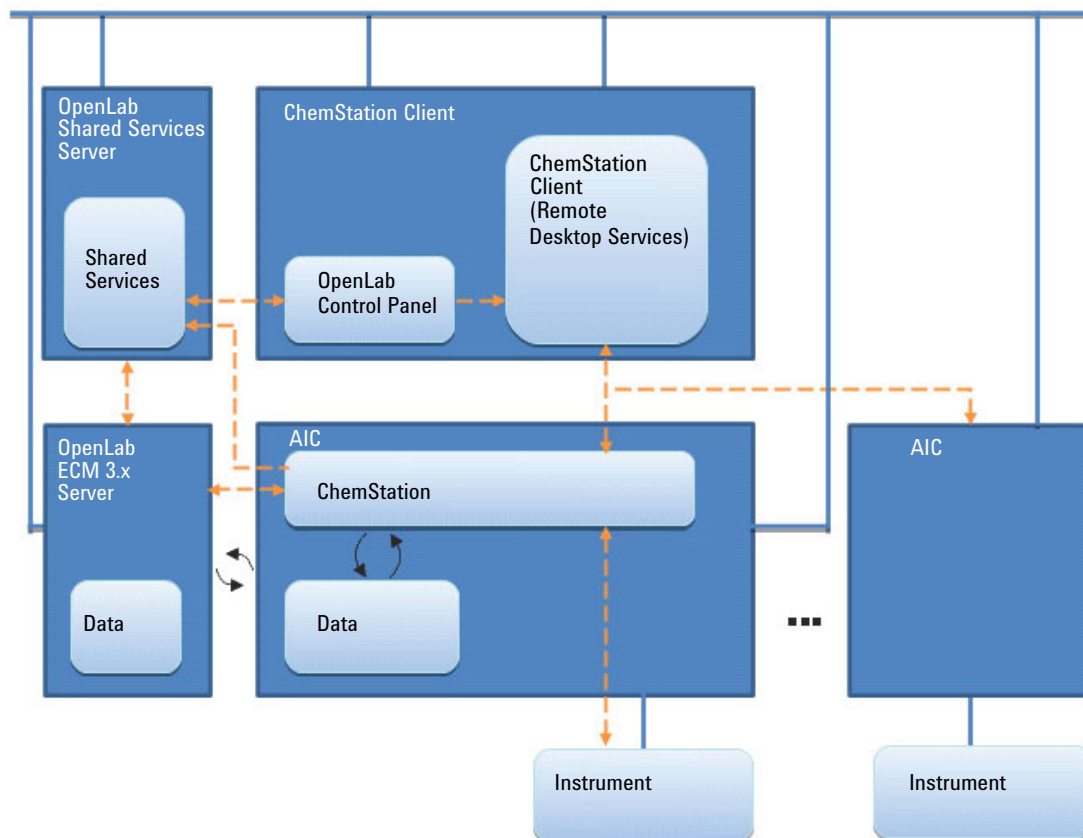 OpenLab
Shared Services
Server
Shared
Services
ChemStation Client
ChemStation
Client
(Remote
Desktop Services)
OpenLab
Control Panel
OpenLab
ECM 3.x
Server
Data
AIC
ChemStation
Data
AIC
Instrument
Instrument